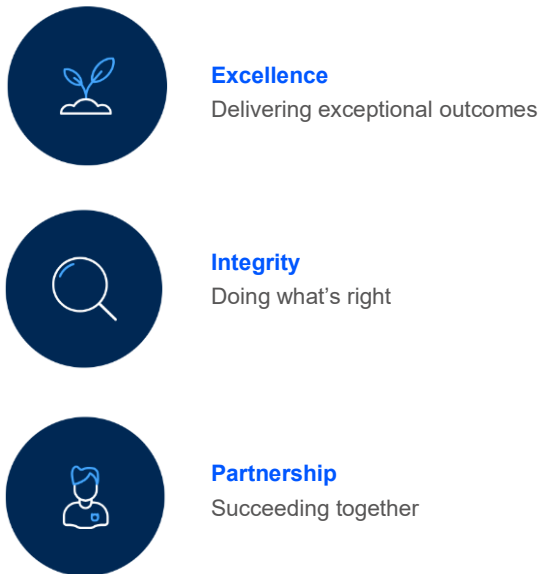 Excellence
Delivering exceptional outcomes
Integrity
Doing what’s right
Partnership
Succeeding together